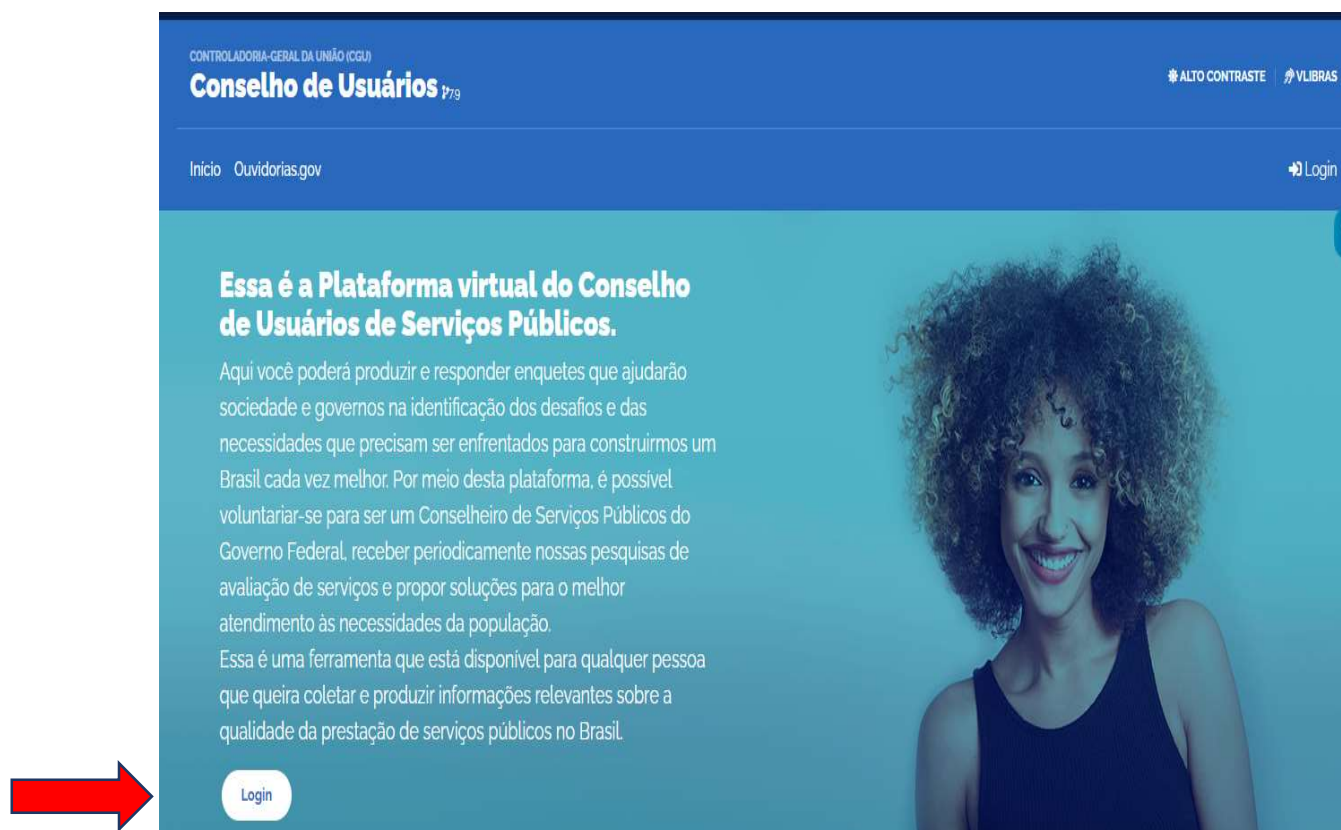 CONTROLADORIA-GERAL DA UNIÃO (CGU)
Conselho de Usuários 7.9
ALTO CONTRASTE VLIBRAS
Início Ouvidorias.gov
Login
Essa é a Plataforma virtual do Conselho
de Usuários de Serviços Públicos.
Aqui você poderá produzir e responder enquetes que ajudarão
sociedade e governos na identificação dos desafios e das
necessidades que precisam ser enfrentados para construirmos um
Brasil cada vez melhor. Por meio desta plataforma, é possível
voluntariar-se para ser um Conselheiro de Serviços Públicos do
Governo Federal, receber periodicamente nossas pesquisas de
avaliação de serviços e propor soluções para o melhor
atendimento às necessidades da população.
Essa é uma ferramenta que está disponível para qualquer pessoa
que queira coletar e produzir informações relevantes sobre a
qualidade da prestação de serviços públicos no Brasil.
Login